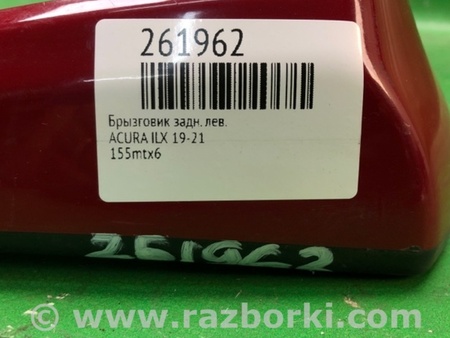 261962
Брызговик задн. лев.
ACURA ILX 19-21
155mtx6
261962
www.razborki.com